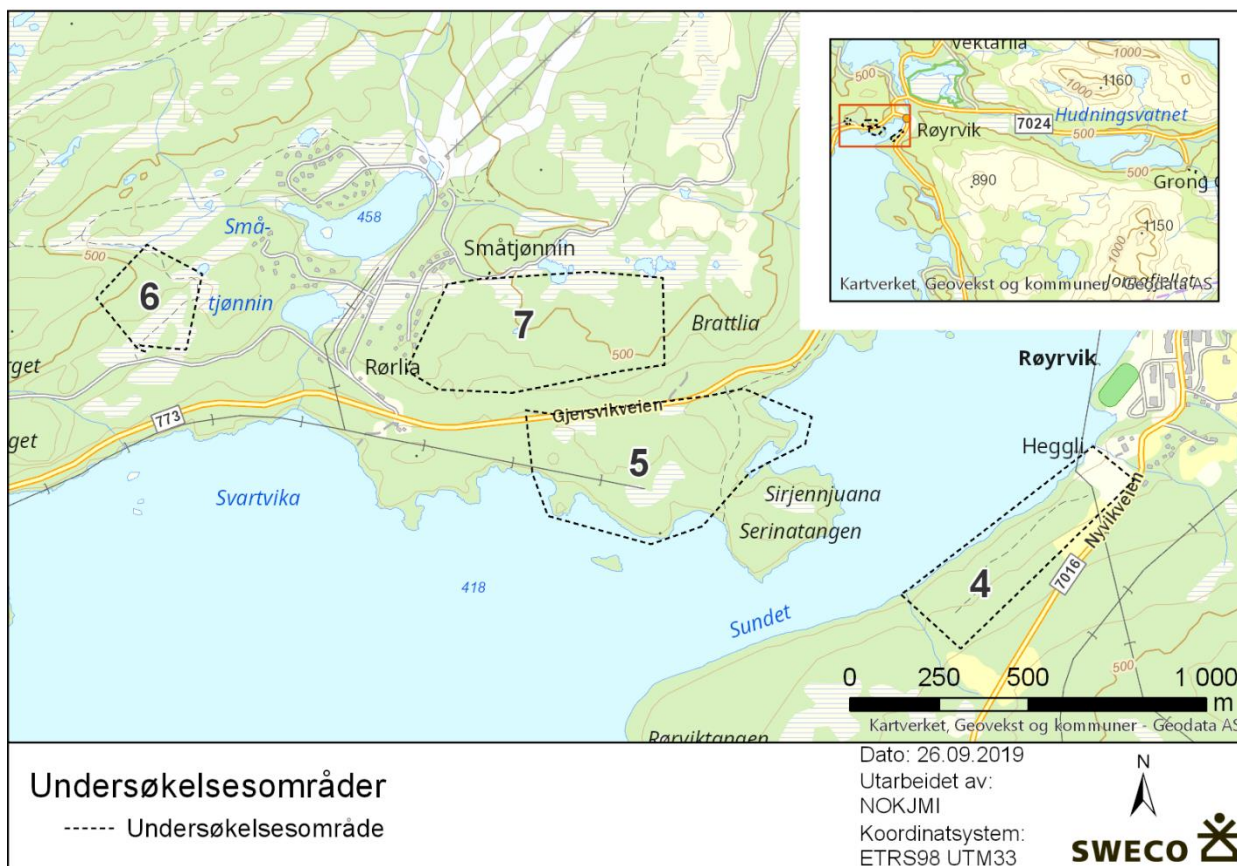 Vektarlia
500
1000
1160
Hudningsvatnet
7024
500
Røyrvik
500
890
Grong G
1150
1000
Jomafjellet
Kartverket, Geovekst og kommuner - Geodata AS
458
Små-
Småtjønnin
500
6
tjønnin
7
Brattlia
500
Rørlia
Røyrvik
rget
773
Gjersvikveien
rget
5
Heggli
Svartvika
Sirjennjuana
Serinatangen
Nyvikveien
418
4
7016
Sundet
500
0 250 500 1 000
m
Kartverket, Geovekst og kommuner - Geodata AS
Rørviktangen
Undersøkelsesområder
Undersøkelsesområde
Dato: 26.09.2019
Utarbeidet av:
NOKJMI
Koordinatsystem:
ETRS98 UTM33
N
SWECO